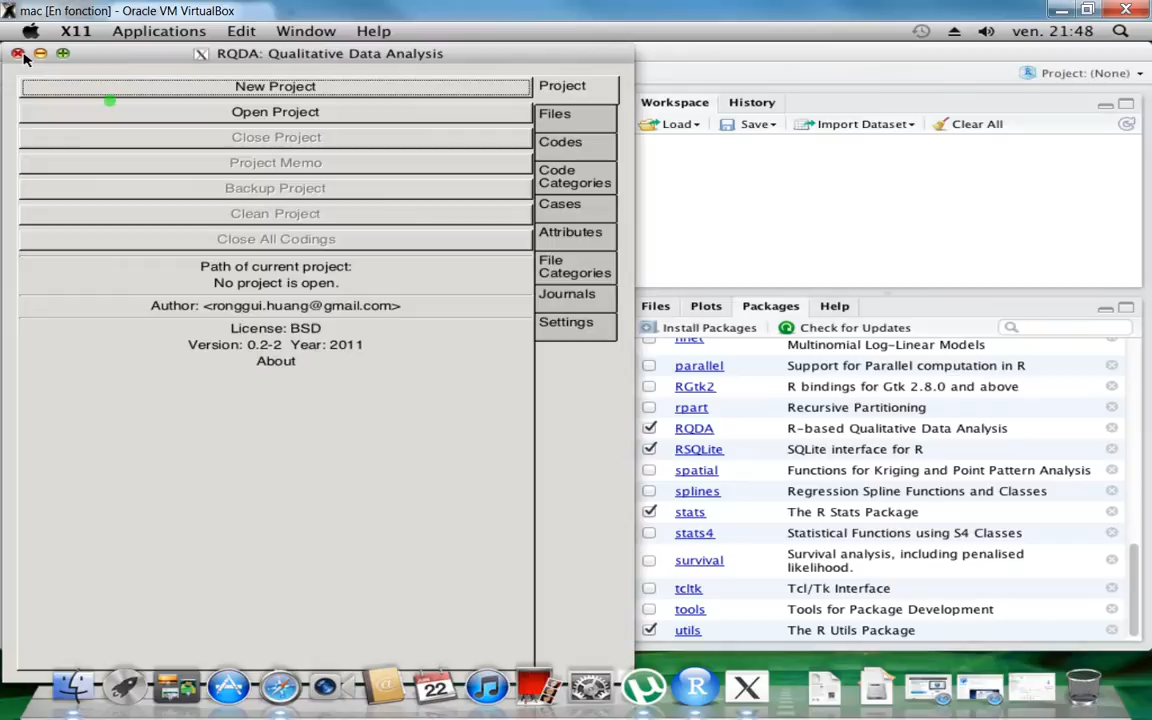 mac [En fonction] - Oracle VM VirtualBox
X11 Applications Edit Window Help
ven. 21:48
RQDA: Qualitative Data Analysis
New Project
Open Project
Close Project
Project Memo
Backup Project
Clean Project
Close All Codings
Path of current project:
No project is open.
Author: <ronggui.huang@gmail.com>
License: BSD
Version: 0.2-2 Year: 2011
About
Project
Files
Codes
Code
Categories
Cases
Attributes
File
Categories
Journals
Settings
Project: (None)
Workspace History
Load Save Import Dataset Clear All
Files Plots Packages Help
Install Packages Check for Updates
nnet
Multinomial Log-Linear Models
parallel Support for Parallel computation in R
RGtk2 R bindings for Gtk 2.8.0 and above
rpart Recursive Partitioning
RQDA R-based Qualitative Data Analysis
RSQLite SQLite interface for R
spatial Functions for Kriging and Point Pattern Analysis
splines Regression Spline Functions and Classes
stats The R Stats Package
stats4 Statistical Functions using S4 Classes
survival Survival analysis, including penalised
likelihood.
tcltk Tcl/Tk Interface
tools Tools for Package Development
utils The R Utils Package
22
R
X